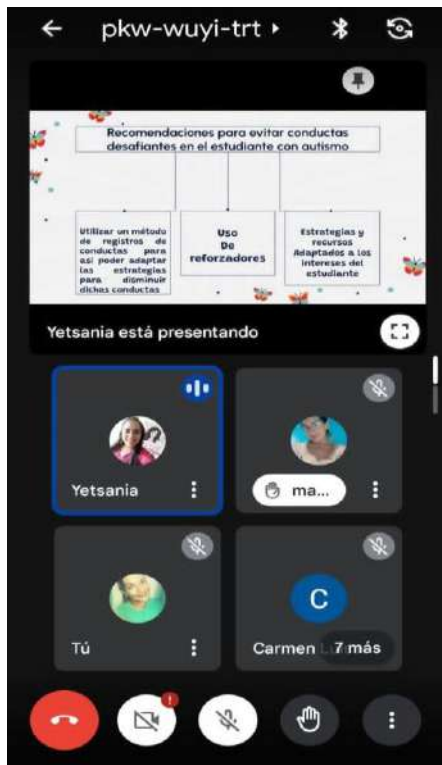 pkw-wuyi-trt
Recomendaciones para evitar conductas
desafiantes en el estudiante con autismo
Utilizar un método
de registros de
conductas para
así poder adaptar
las estrategias
para disminuir
dichas conductas
Uso
De
reforzadores
Estrategias y
recursos
Adaptados a los
intereses del
estudiante
Yetsania está presentando
Yetsania
ma...
Tú
C
Carmen
7 más